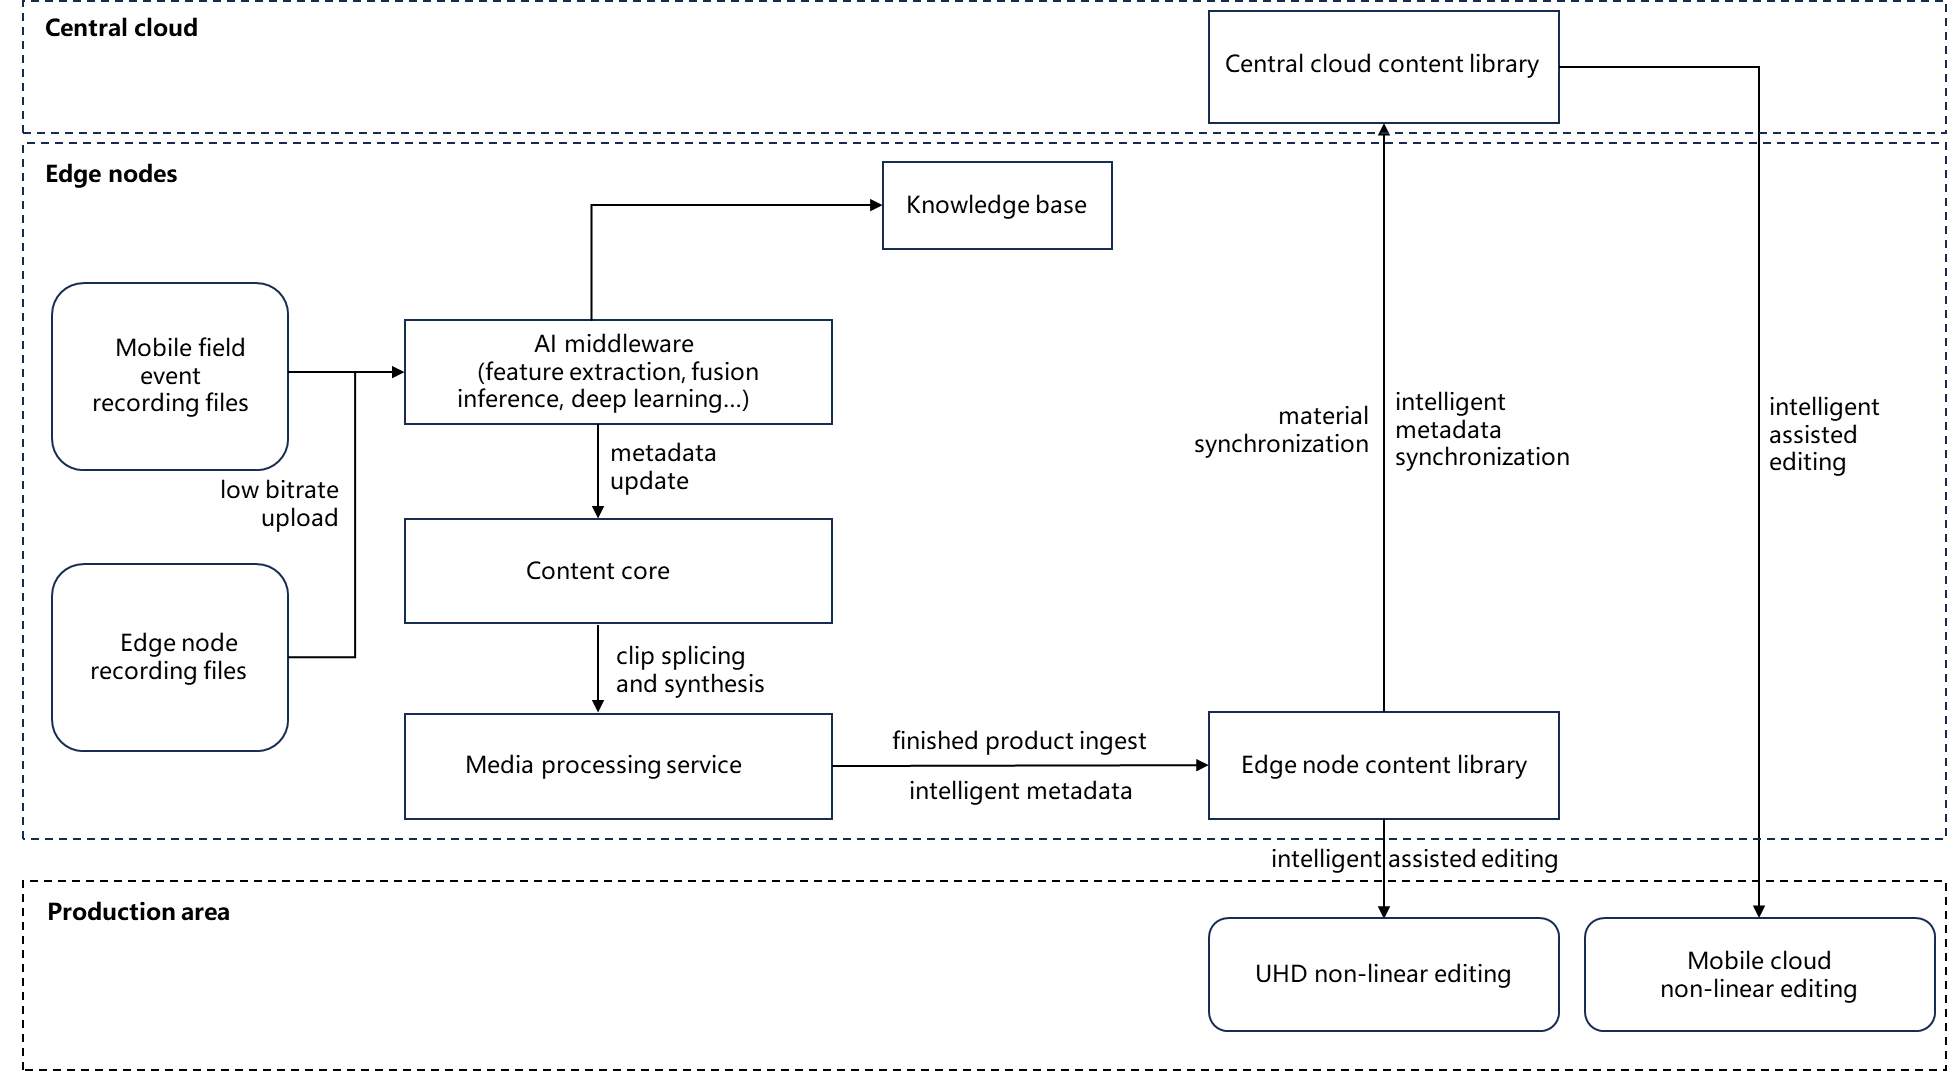 Central cloud
Central cloud content library
Edge nodes
Knowledge base
Mobile field
event
recording files
AI middleware
(feature extraction, fusion
inference, deep learning...)
metadata
update
low bitrate
upload
material
synchronization
intelligent
metadata
synchronization
intelligent
assisted
editing
Content core
Edge node
recording files
clip splicing
and synthesis
Media processing service
finished product ingest
intelligent metadata
Edge node content library
intelligent assisted editing
Production area
UHD non-linear editing
Mobile cloud
non-linear editing